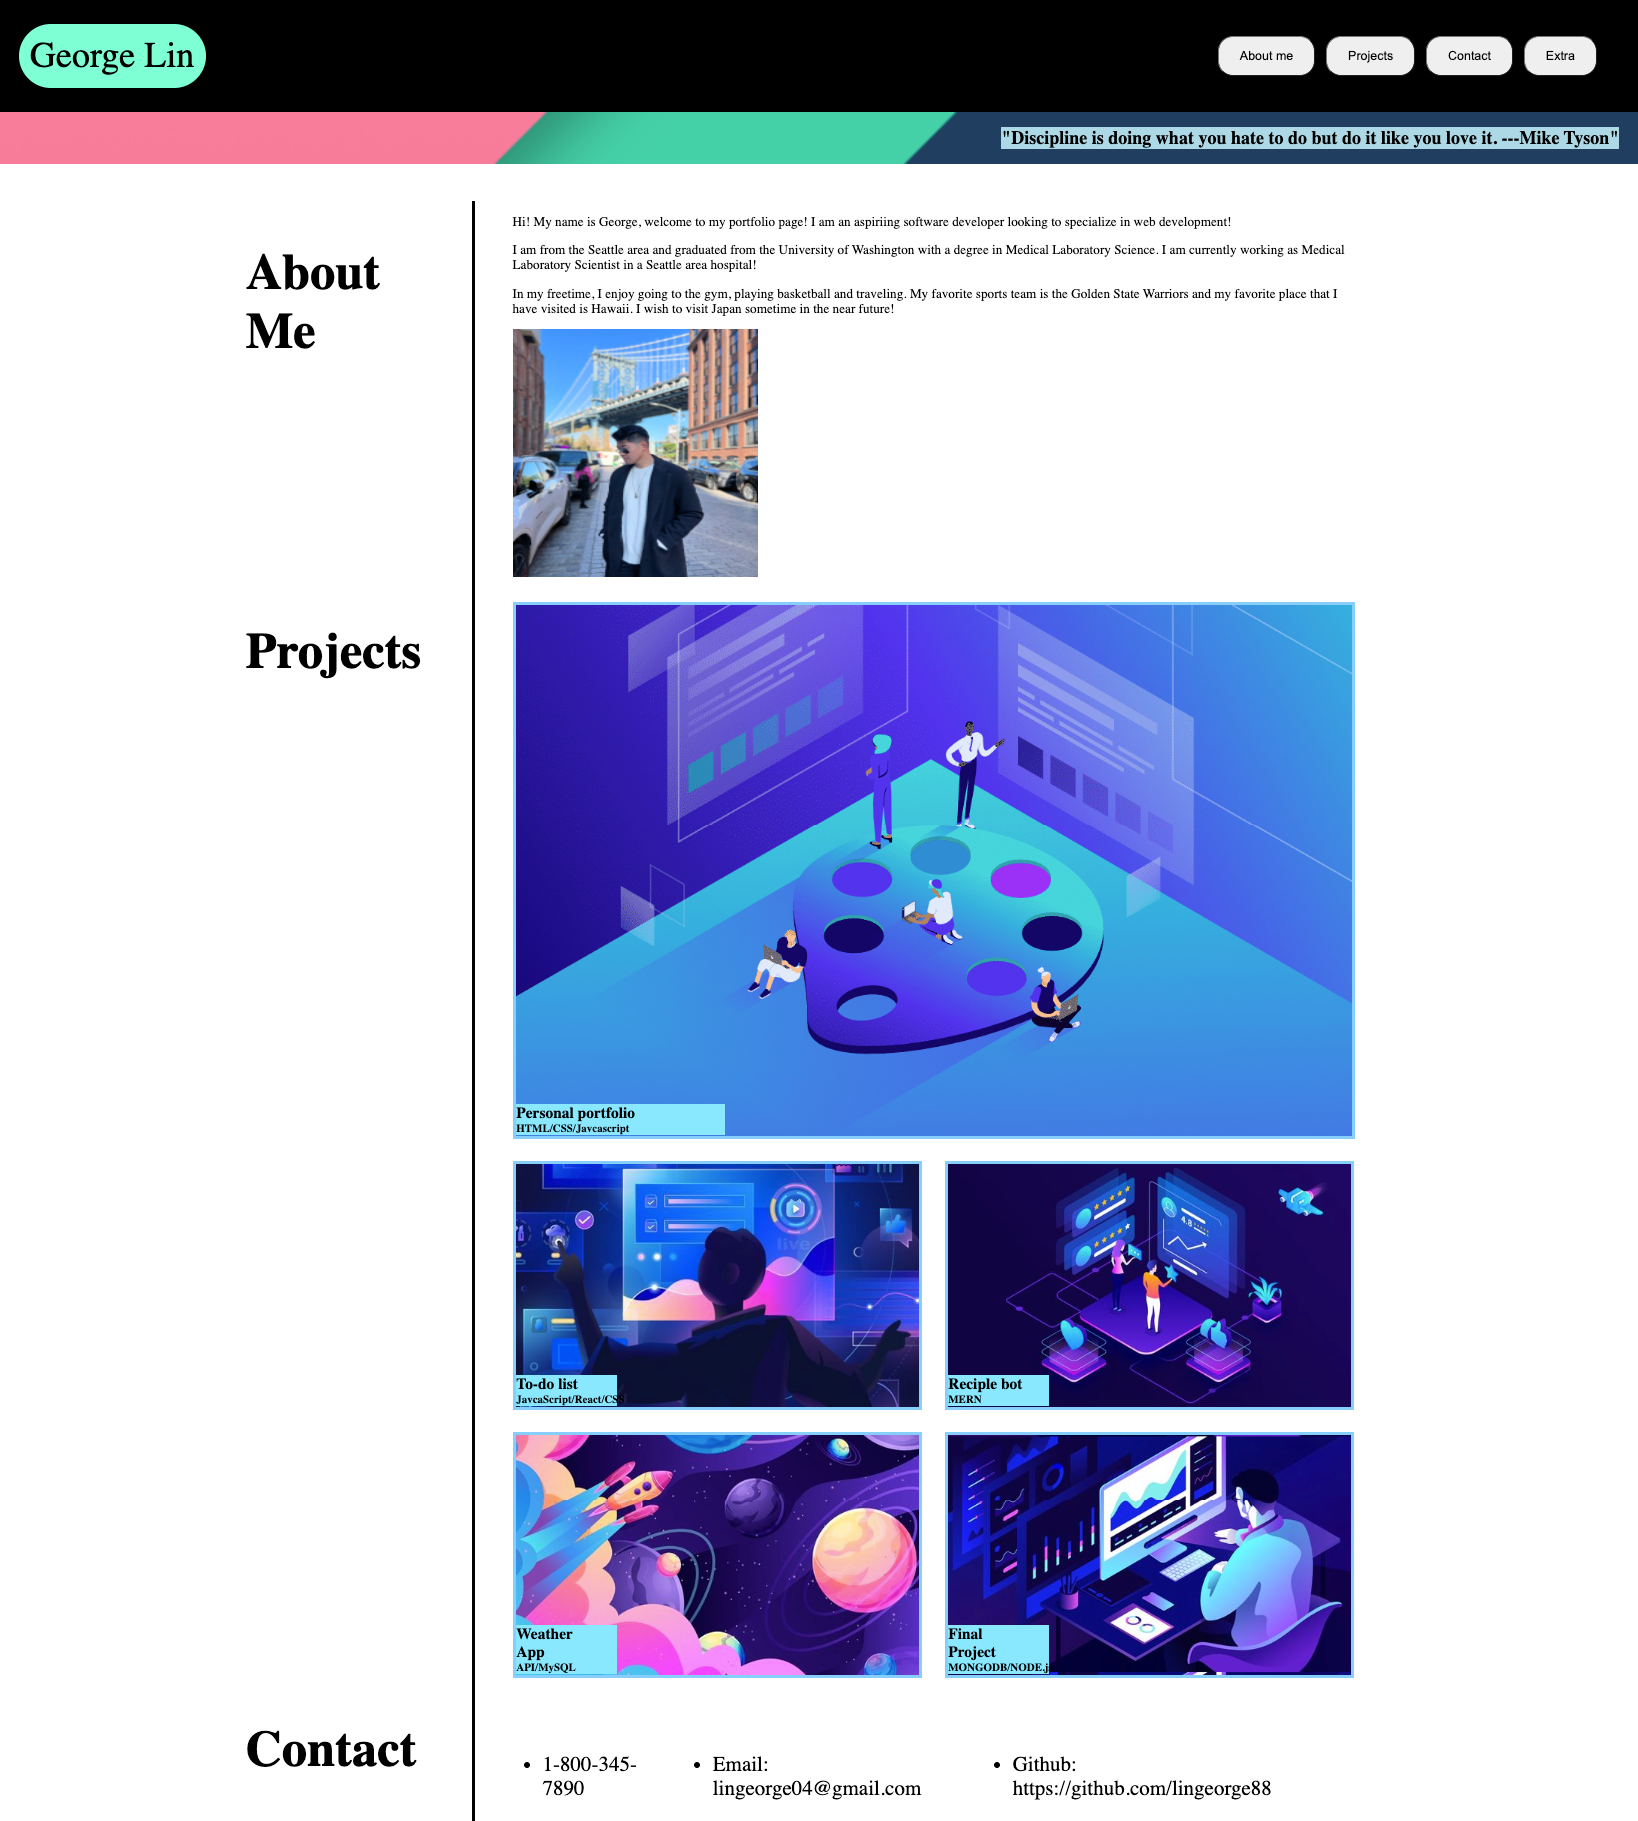 George Lin
About me
Projects
Contact
Extra
"Discipline is doing what you hate to do but do it like you love it. ---Mike Tyson"
About
Me
Hi! My name is George, welcome to my portfolio page! I am an aspiriing software developer looking to specialize in web development!
I am from the Seattle area and graduated from the University of Washington with a degree in Medical Laboratory Science. I am currently working as Medical
Laboratory Scientist in a Seattle area hospital!
In my freetime, I enjoy going to the gym, playing basketball and traveling. My favorite sports team is the Golden State Warriors and my favorite place that I
have visited is Hawaii. I wish to visit Japan sometime in the near future!
Projects
Personal portfolio
HTML/CSS/Javcascript
live
To-do list
JavcaScript/React/CSS
4.8
Reciple bot
MERN
Weather
App
API/MySQL
Final
Project
MONGODB/NODE.j
Contact
• 1-800-345-
7890
• Email:
lingeorge04@gmail.com
• Github:
https://github.com/lingeorge88